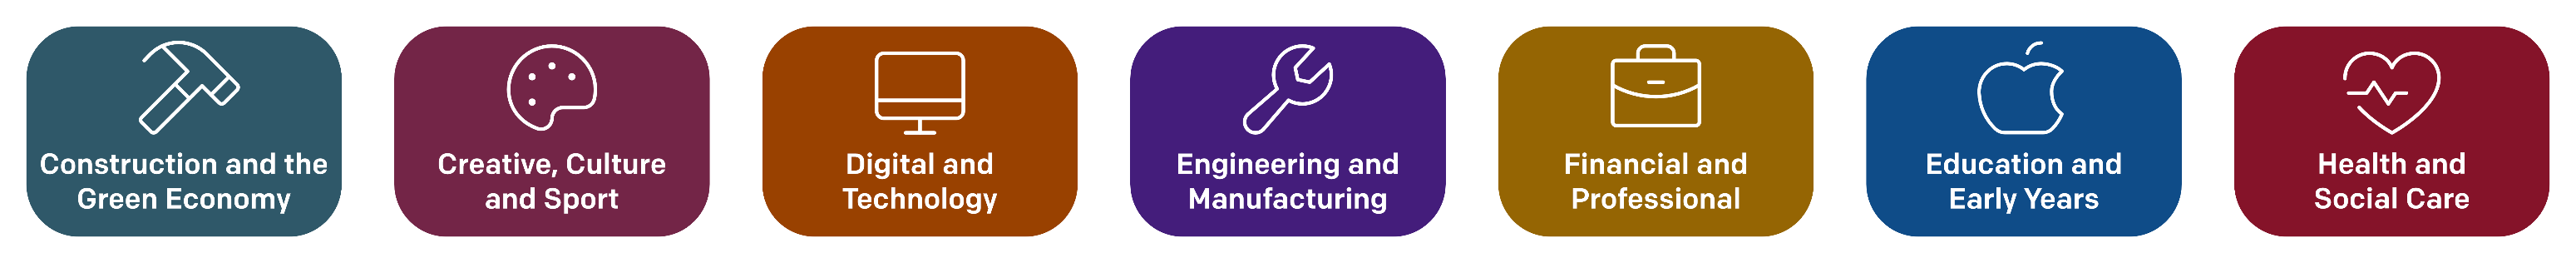 Construction and the
Green Economy
Creative, Culture
and Sport
Digital and
Technology
Engineering and
Manufacturing
Financial and
Professional
Education and
Early Years
Health and
Social Care